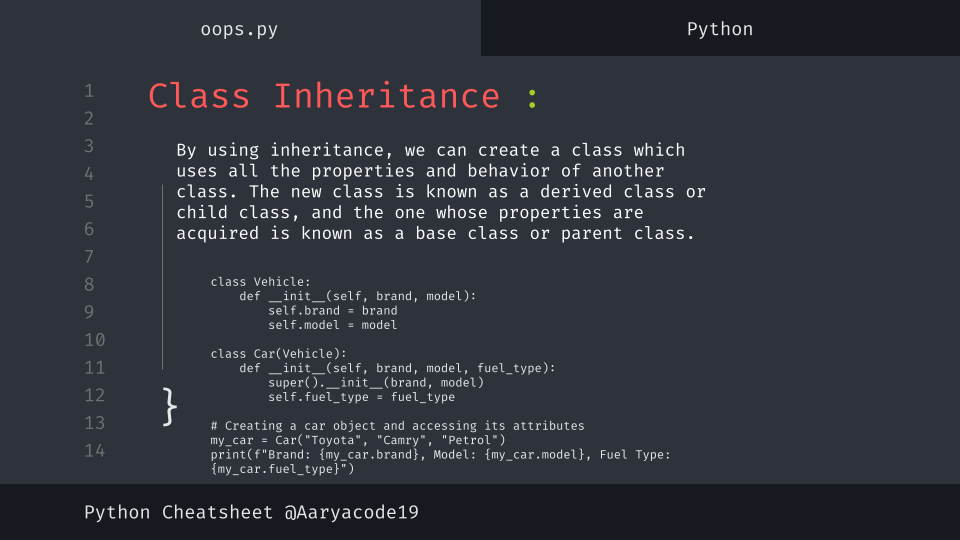 oops.py
Python
1
2
3
4
5
6
7
8
9
10
11
12
13
14
Class Inheritance :
By using inheritance, we can create a class which
uses all the properties and behavior of another
class. The new class is known as a derived class or
child class, and the one whose properties are
acquired is known as a base class or parent class.
class Vehicle:
    def __init__(self, brand, model):
        self.brand = brand
        self.model = model
class Car(Vehicle):
    def __init__(self, brand, model, fuel_type):
        super().__init__(brand, model)
        self.fuel_type = fuel_type
}
# Creating a car object and accessing its attributes
my_car = Car("Toyota", "Camry", "Petrol")
print(f"Brand: {my_car.brand}, Model: {my_car.model}, Fuel Type:
{my_car.fuel_type}")
Python Cheatsheet @Aaryacode19